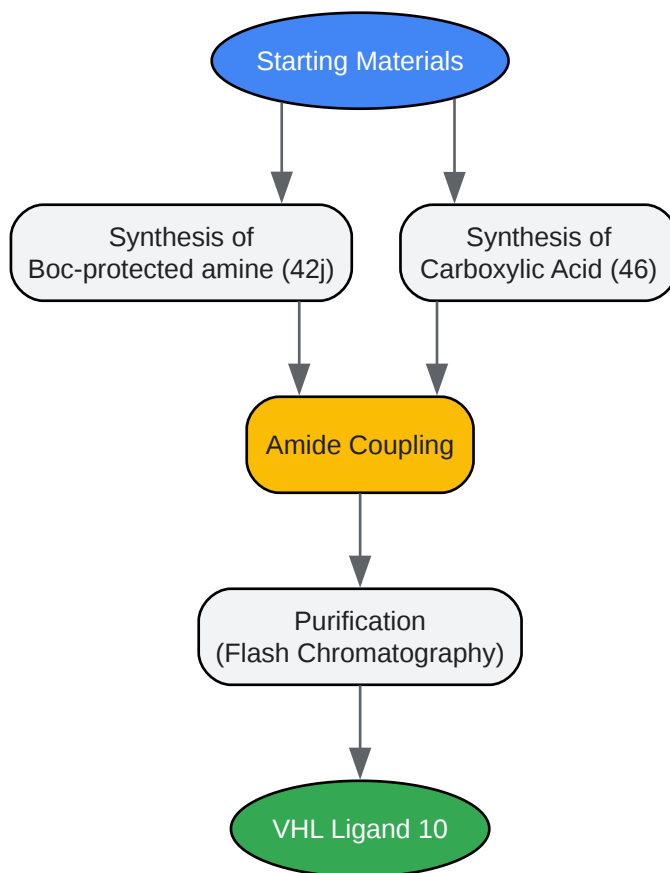 Starting Materials
Synthesis of
Boc-protected amine (42j)
Synthesis of
Carboxylic Acid (46)
Amide Coupling
Purification
(Flash Chromatography)
VHL Ligand 10